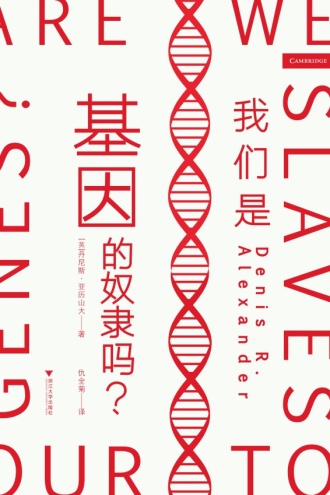 ARE WE
SLAVES
TO
OUR
GENES?
CAMBRIDGE
我们是
基因
的奴隶吗？
Denis R.
Alexander
［英］丹尼斯·亚历山大——著
仇全菊——译
浙江大学出版社